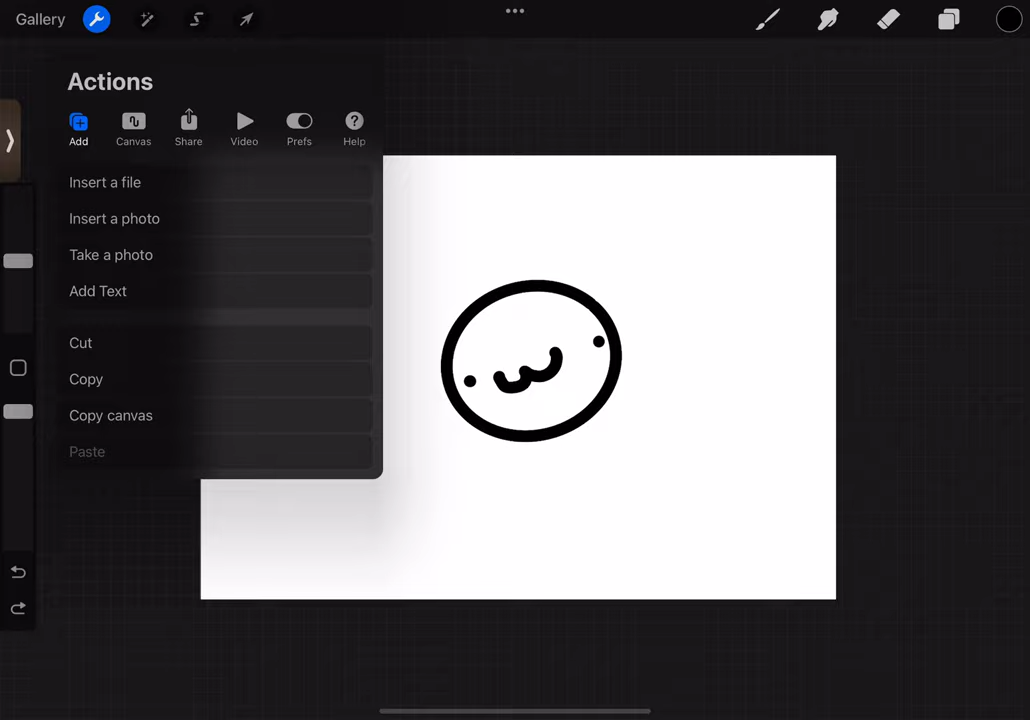 Gallery
Actions
Add Canvas Share Video Prefs Help
Insert a file
Insert a photo
Take a photo
Add Text
Cut
Copy
Copy canvas
Paste